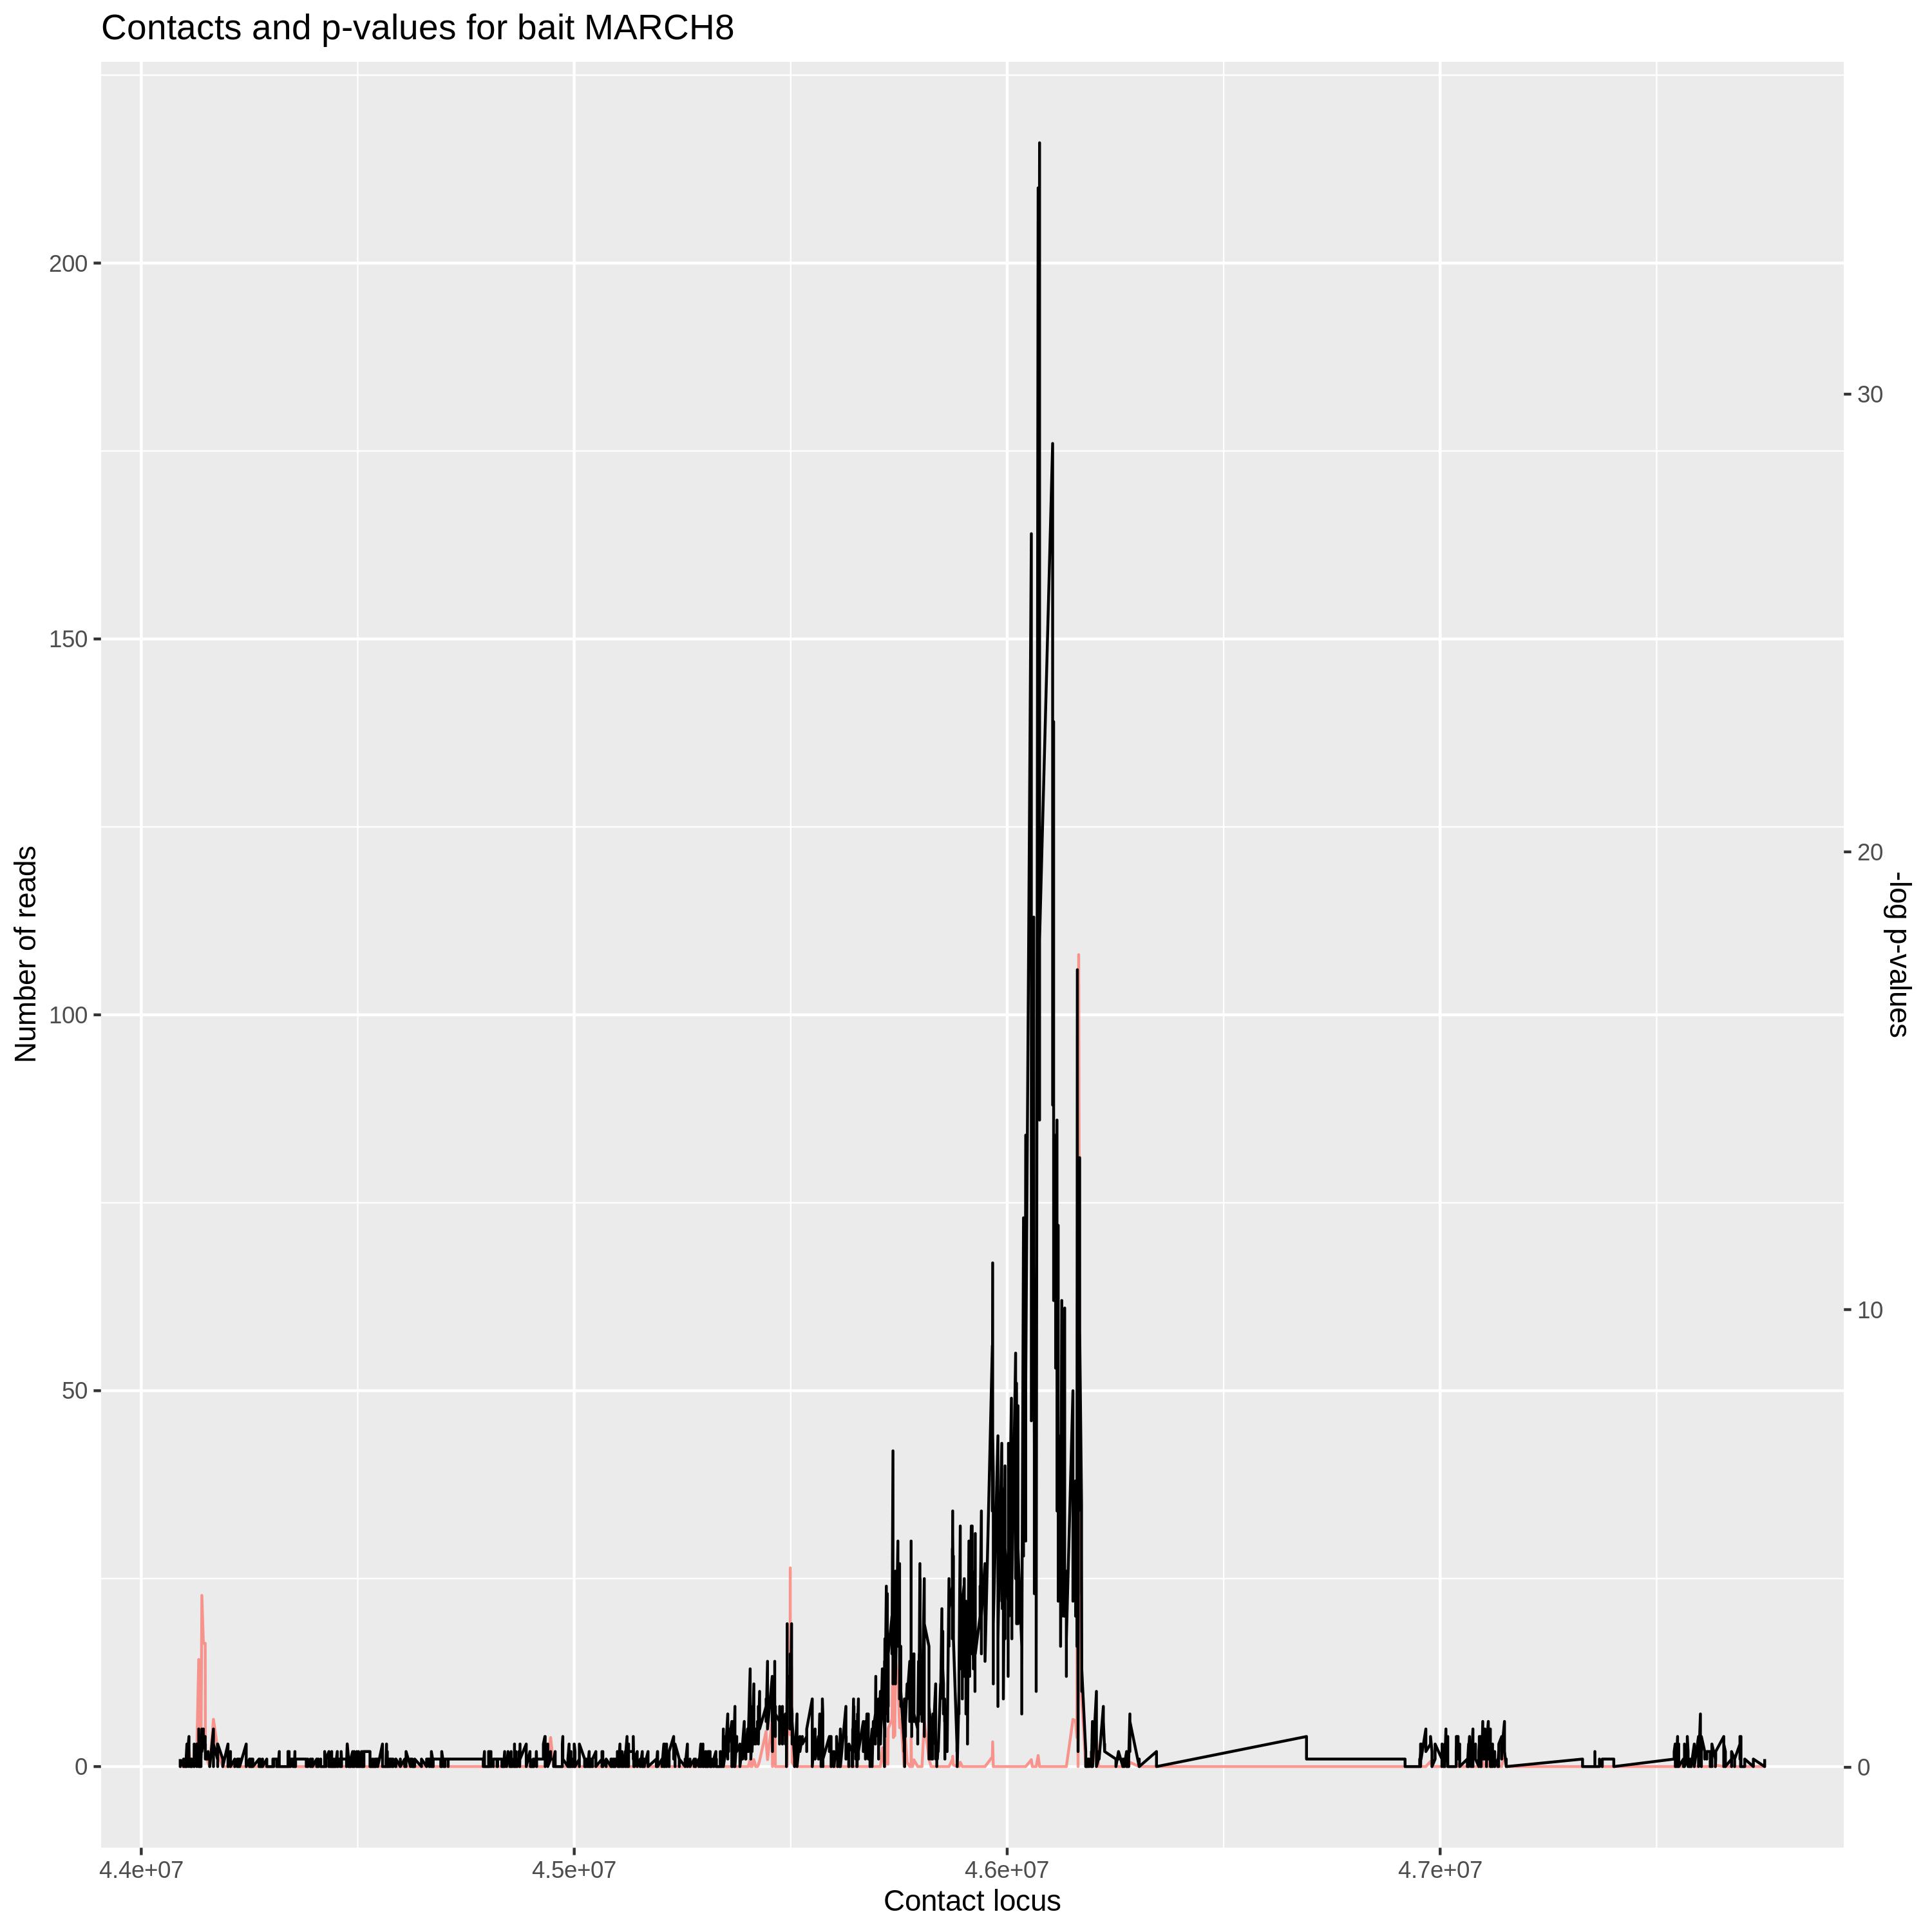 Contacts and p-values for bait MARCH8
Number of reads
200
150
100
50
0
30
20
10
0
-log p-values
4.4e+07 4.5e+07 4.6e+07 4.7e+07
Contact locus